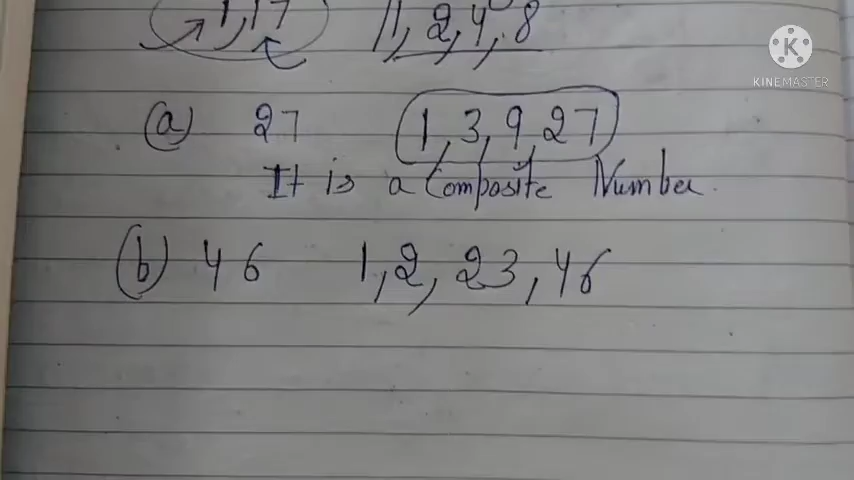 1, 17 1, 2, 4, 8
(a) 27 1, 3, 9, 27
It is a Composite Number.
(b) 46 1, 2, 23, 46
K
KINEMASTER